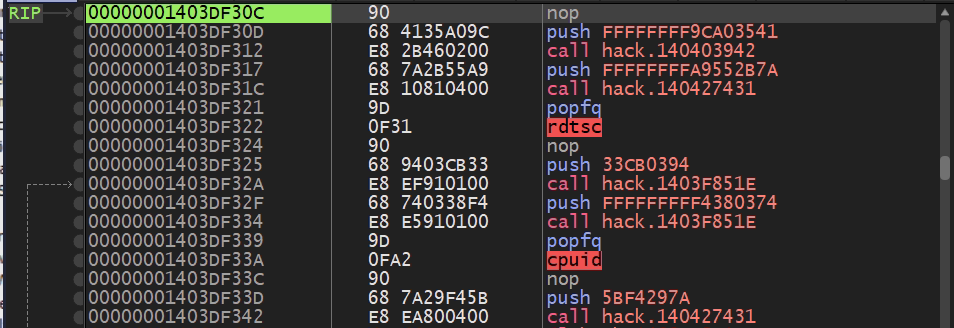 RIP 00000001403DF30C 90 nop
00000001403DF30D 68 4135A09C push FFFFFFFF9CA03541
00000001403DF312 E8 2B460200 call hack.140403942
00000001403DF317 68 7A2B55A9 push FFFFFFFFA9552B7A
00000001403DF31C E8 10810400 call hack.140427431
00000001403DF321 9D popfq
00000001403DF322 0F31 rdtsc
00000001403DF324 90 nop
00000001403DF325 68 9403CB33 push 33CB0394
00000001403DF32A E8 EF910100 call hack.1403F851E
00000001403DF32F 68 740338F4 push FFFFFFFFF4380374
00000001403DF334 E8 E5910100 call hack.1403F851E
00000001403DF339 9D popfq
00000001403DF33A 0FA2 cpuid
00000001403DF33C 90 nop
00000001403DF33D 68 7A29F45B push 5BF4297A
00000001403DF342 E8 EA800400 call hack.140427431